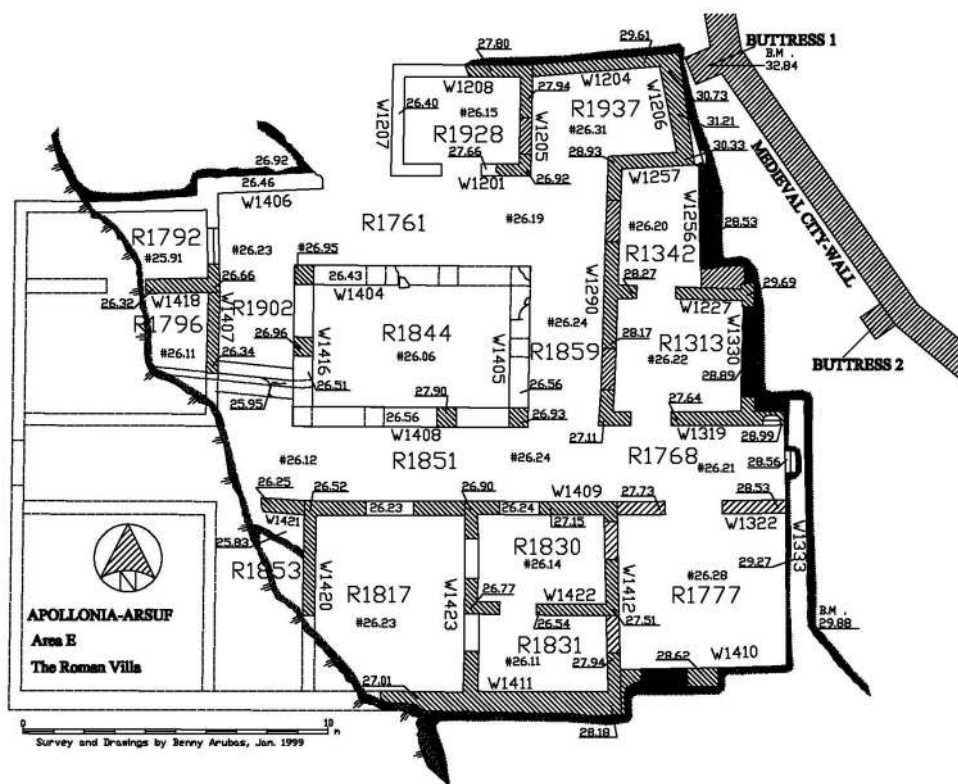 27.80
29.61
BUTTRESS 1
B.M.
32.84
W1208
27.94
W1204
30.73
26.40
#26.15
R1937
W1206
31.21
W1207
R1928
W1205
#26.31
27.66
28.93
30.33
26.92
W1201
26.92
W1257
MEDIEVAL CITY-WALL
26.46
W1406
R1761
#26.19
#26.20
W1256
28.53
R1792
#26.23
R1342
#25.91
#26.95
26.66
26.43
28.27
29.69
26.32
W1418
R1902
W1404
W1290
W1227
R1796
W1407
R1844
#26.24
28.17
R1313
W1330
26.96
W1416
#26.06
W1405
R1859
#26.22
#26.11
26.34
BUTTRESS 2
26.51
26.56
28.89
25.95
27.90
27.64
26.56
26.93
W1408
27.11
W1319
28.99
#26.12
R1851
#26.24
R1768
#26.21
28.56
26.25
26.52
26.90
W1409
27.73
28.53
26.23
26.24
27.15
W1322
W1421
25.83
R1830
R1853
#26.14
29.27
W1333
#26.28
W1420
R1817
W1423
26.77
W1422
W1412
R1777
N
26.54
27.51
APOLLONIA-ARSUF
#26.23
B.M.
29.88
Area E
R1831
The Roman Villa
#26.11
27.94
28.62
W1410
27.01
W1411
0
10
m
28.18
Survey and Drawings by Benny Arubas, Jan. 1999